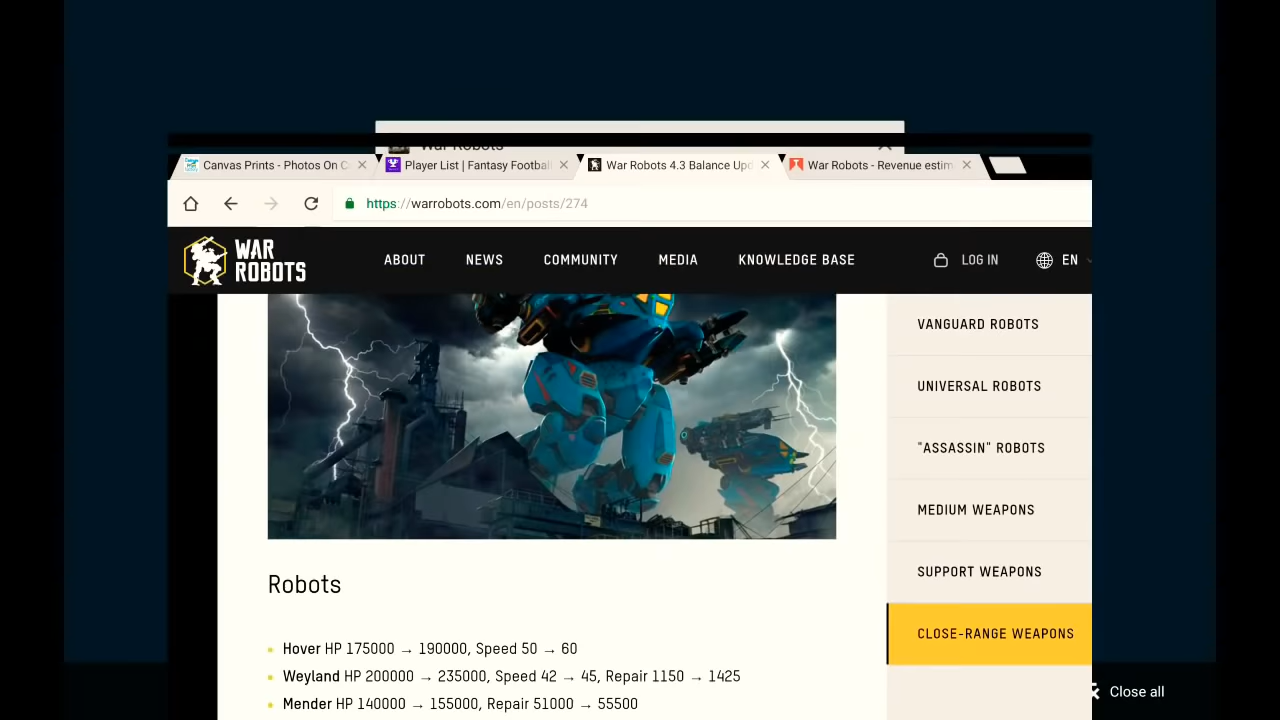 War Robots
Canvas Prints - Photos On C
Player List | Fantasy Football
War Robots 4.3 Balance Upd
War Robots - Revenue estim
https://warrobots.com/en/posts/274
WAR
ROBOTS
ABOUT
NEWS
COMMUNITY
MEDIA
KNOWLEDGE BASE
LOG IN
EN
VANGUARD ROBOTS
UNIVERSAL ROBOTS
"ASSASSIN" ROBOTS
MEDIUM WEAPONS
SUPPORT WEAPONS
CLOSE-RANGE WEAPONS
Robots
Hover HP 175000 → 190000, Speed 50 → 60
Weyland HP 200000 → 235000, Speed 42 → 45, Repair 1150 → 1425
Mender HP 140000 → 155000, Repair 51000 → 55500
Close all